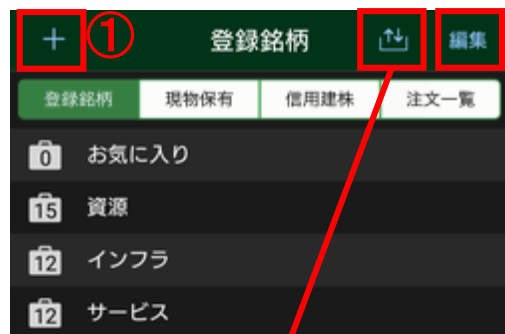 + ① 登録銘柄 編集
登録銘柄 現物保有 信用建株 注文一覧
0 お気に入り
15 資源
12 インフラ
12 サービス